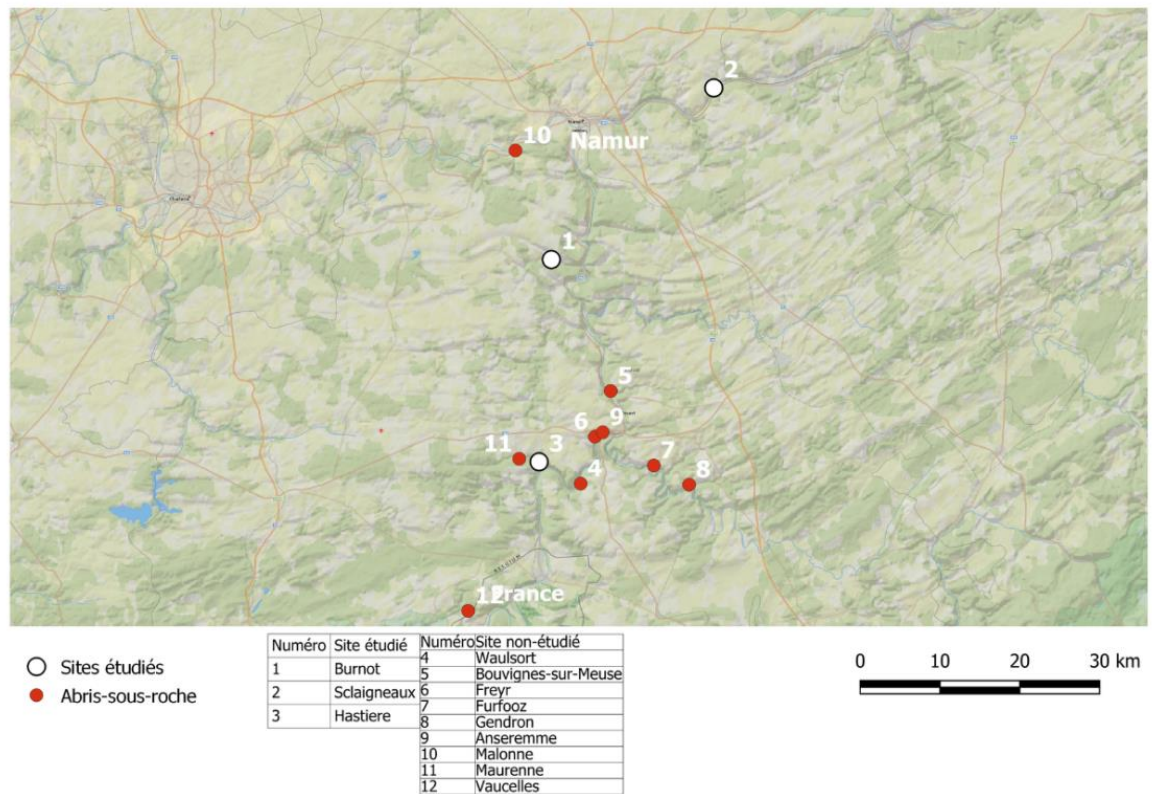 2
10
Namur
1
5
9
6
11
3
7
4
8
BELGIUM
12
France
Sites étudiés
Abris-sous-roche
Numéro Site étudié
1 Burnot
2 Sclaigneaux
3 Hastiere
Numéro Site non-étudié
4 Waulsort
5 Bouvignes-sur-Meuse
6 Freyr
7 Furfooz
8 Gendron
9 Anseremme
10 Malonne
11 Maurenne
12 Vaucelles
0 10 20 30 km